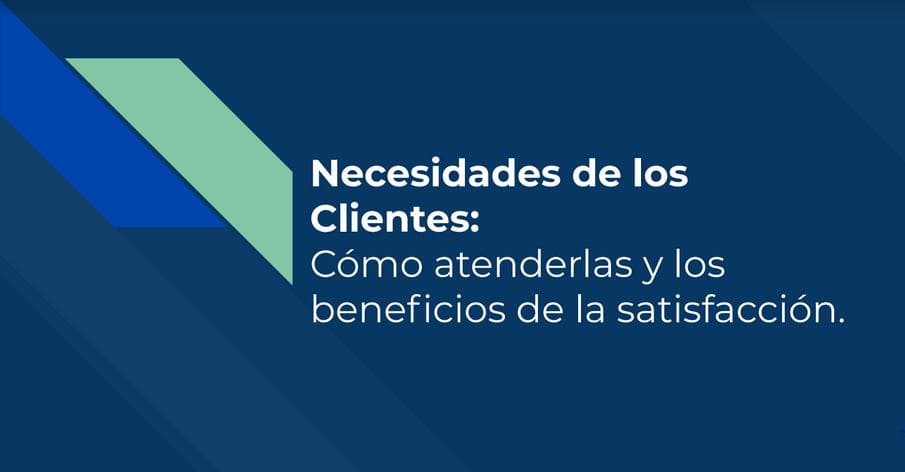 Necesidades de los
Clientes:
Cómo atenderlas y los
beneficios de la satisfacción.